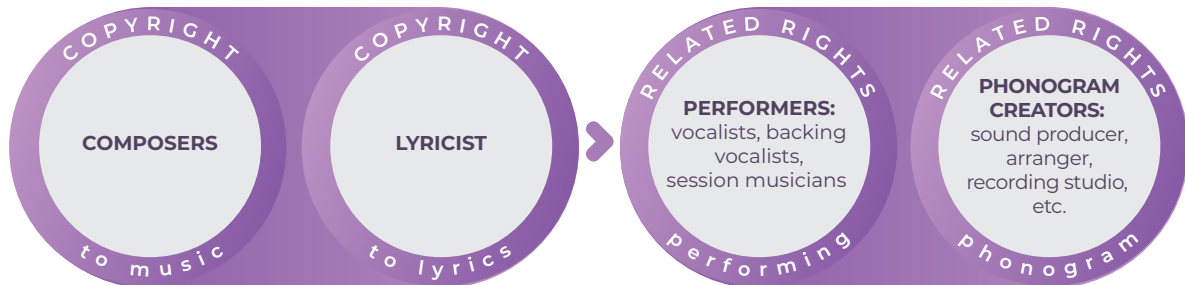 COPYRIGHT
COMPOSERS
to music
COPYRIGHT
LYRICIST
to lyrics
RELATED RIGHTS
PERFORMERS:
vocalists, backing
vocalists,
session musicians
performing
RELATED RIGHTS
PHONOGRAM
CREATORS:
sound producer,
arranger,
recording studio,
etc.
phonogram